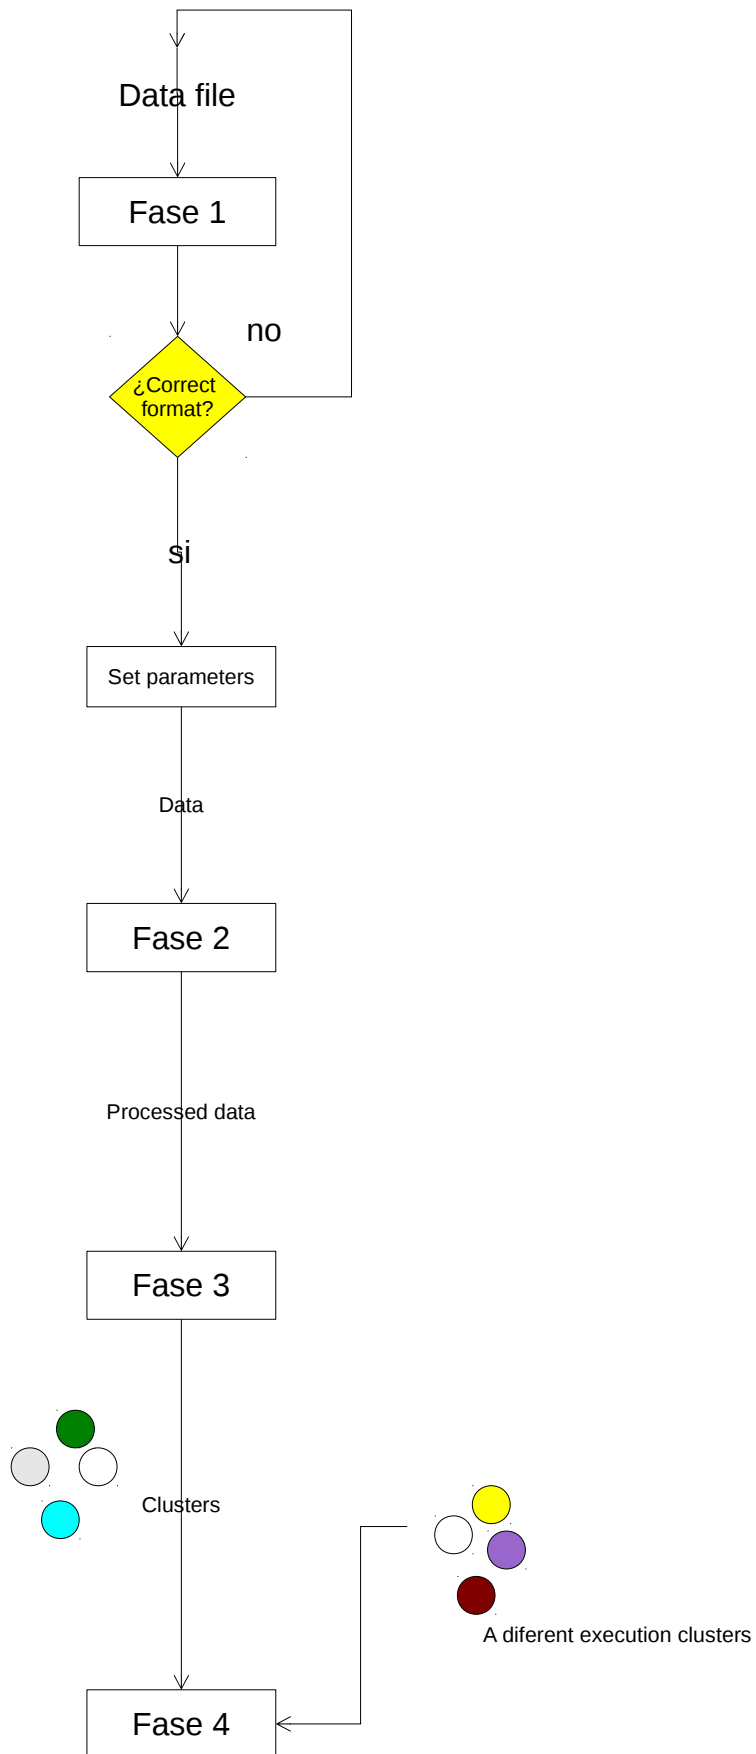 Data file
Fase 1
no
¿Correct
format?
si
Set parameters
Data
Fase 2
Processed data
Fase 3
Clusters
A diferent execution clusters
Fase 4